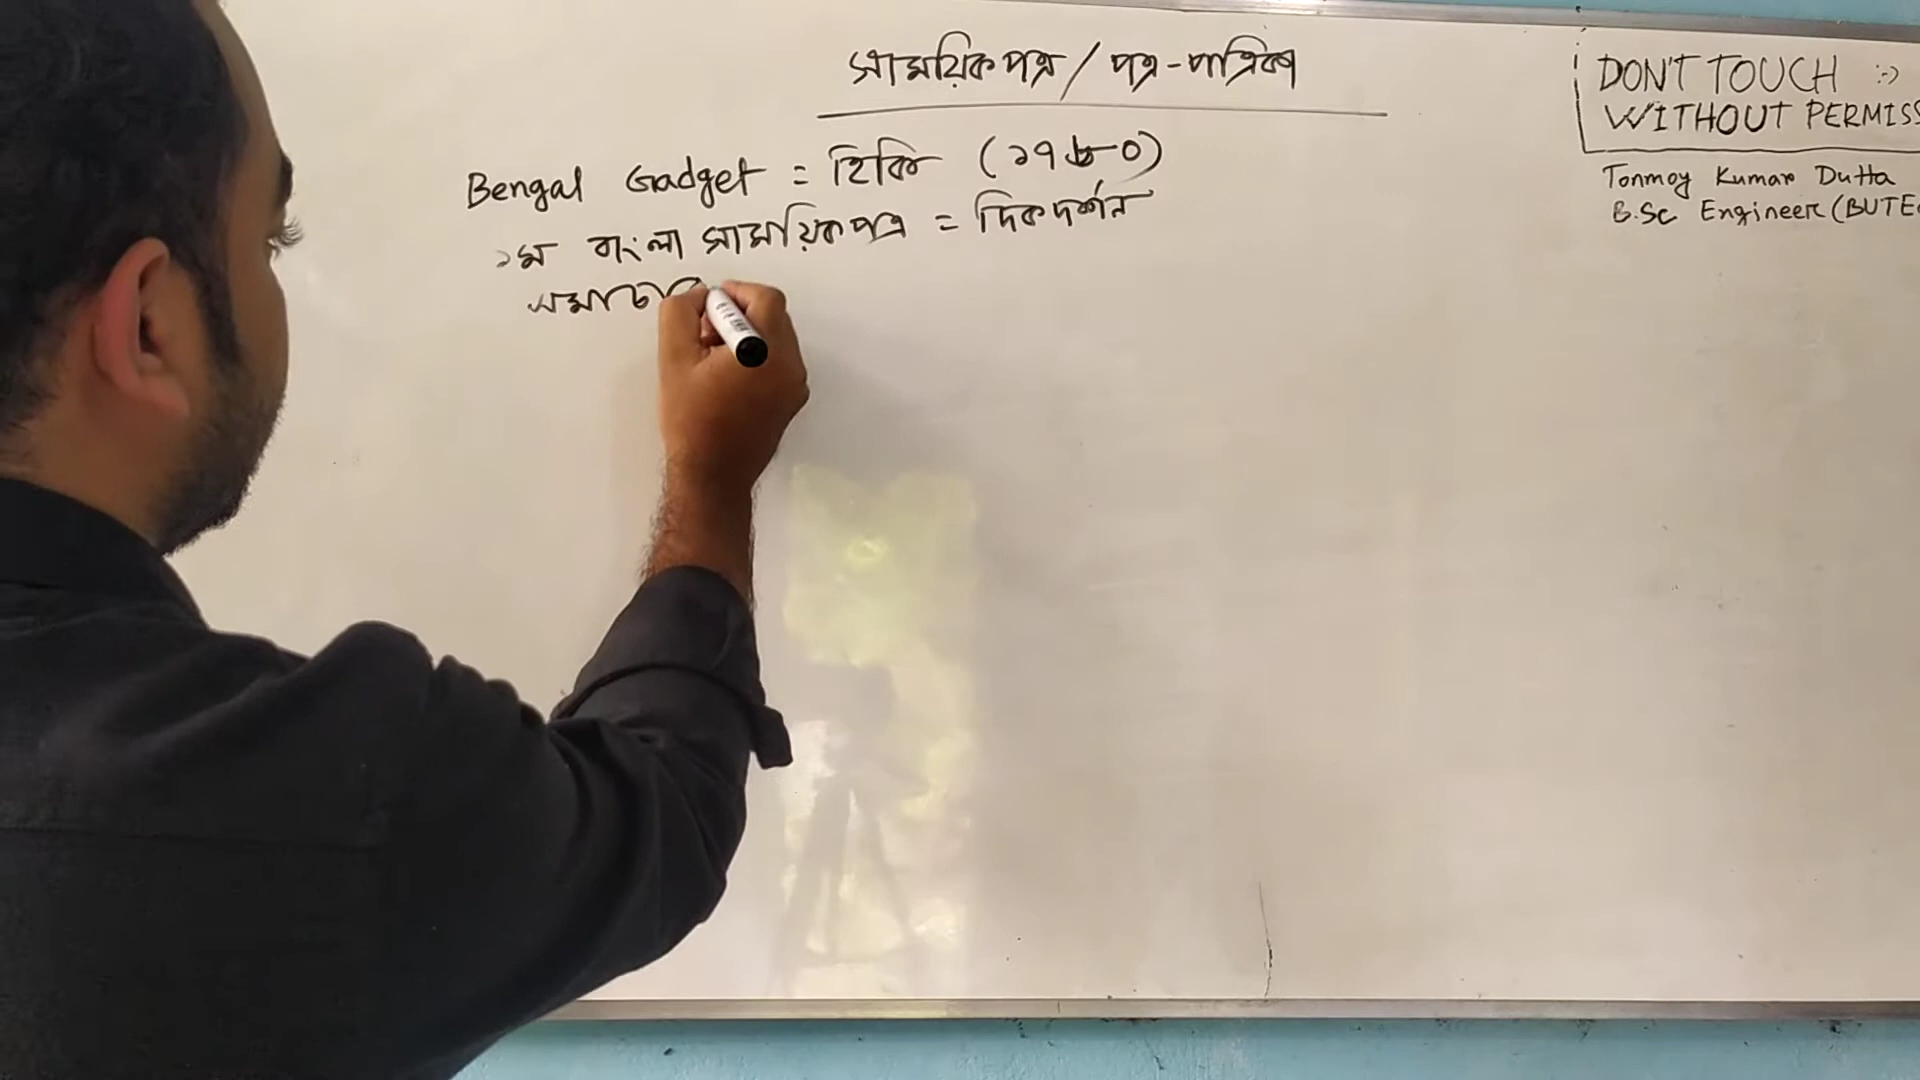 সাময়িকপত্র / পত্র-পত্রিকা
Bengal Gadget = হিকি (১৭৮০)
১ম বাংলা সাময়িকপত্র = দিকদর্শন
সমাচার
DON'T TOUCH :->
WITHOUT PERMISS
Tonmoy Kumar Dutta
B.Sc Engineer (BUTE